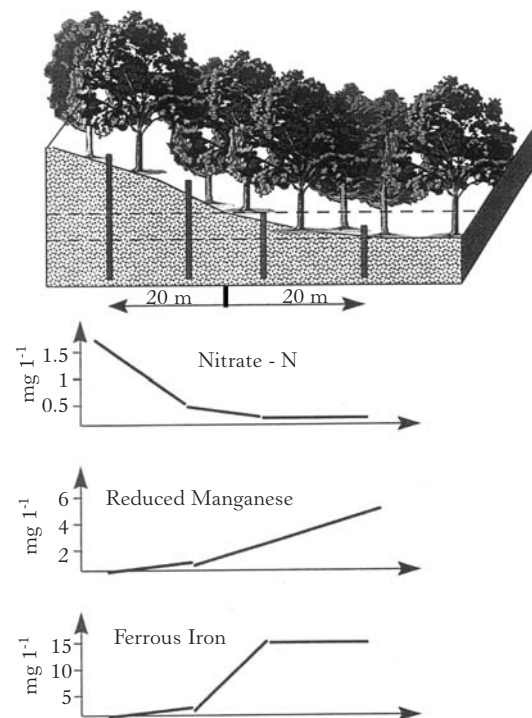 20 m 20 m
Nitrate - N
mg l⁻¹
1.5
1
0.5
Reduced Manganese
mg l⁻¹
6
4
2
Ferrous Iron
mg l⁻¹
15
10
5